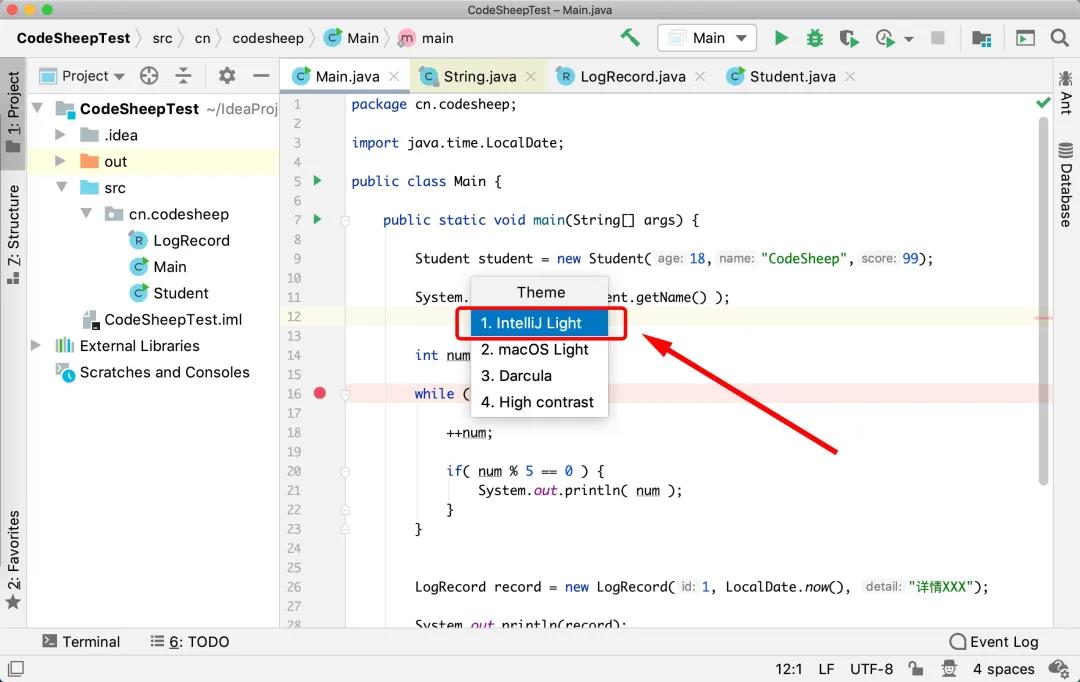 CodeSheepTest – Main.java
CodeSheepTest src cn codesheep Main main
Main
1: Project
7: Structure
2: Favorites
Project
CodeSheepTest ~/IdeaProj
.idea
out
src
cn.codesheep
LogRecord
Main
Student
CodeSheepTest.iml
External Libraries
Scratches and Consoles
Main.java String.java LogRecord.java Student.java
1 package cn.codesheep;
2
3 import java.time.LocalDate;
4
5 public class Main {
6
7 public static void main(String[] args) {
8
9 Student student = new Student( age: 18, name: "CodeSheep", score: 99);
10
11 System. ent.getName() );
12
13
14 int num
15
16 while (
17
18 ++num;
19
20 if( num % 5 == 0 ) {
21 System.out.println( num );
22 }
23 }
24
25
26 LogRecord record = new LogRecord( id: 1, LocalDate.now(), detail: "详情XXX");
27
28 System.out.println(record);
Theme
1. IntelliJ Light
2. macOS Light
3. Darcula
4. High contrast
Ant
Database
Terminal 6: TODO Event Log
12:1 LF UTF-8 4 spaces